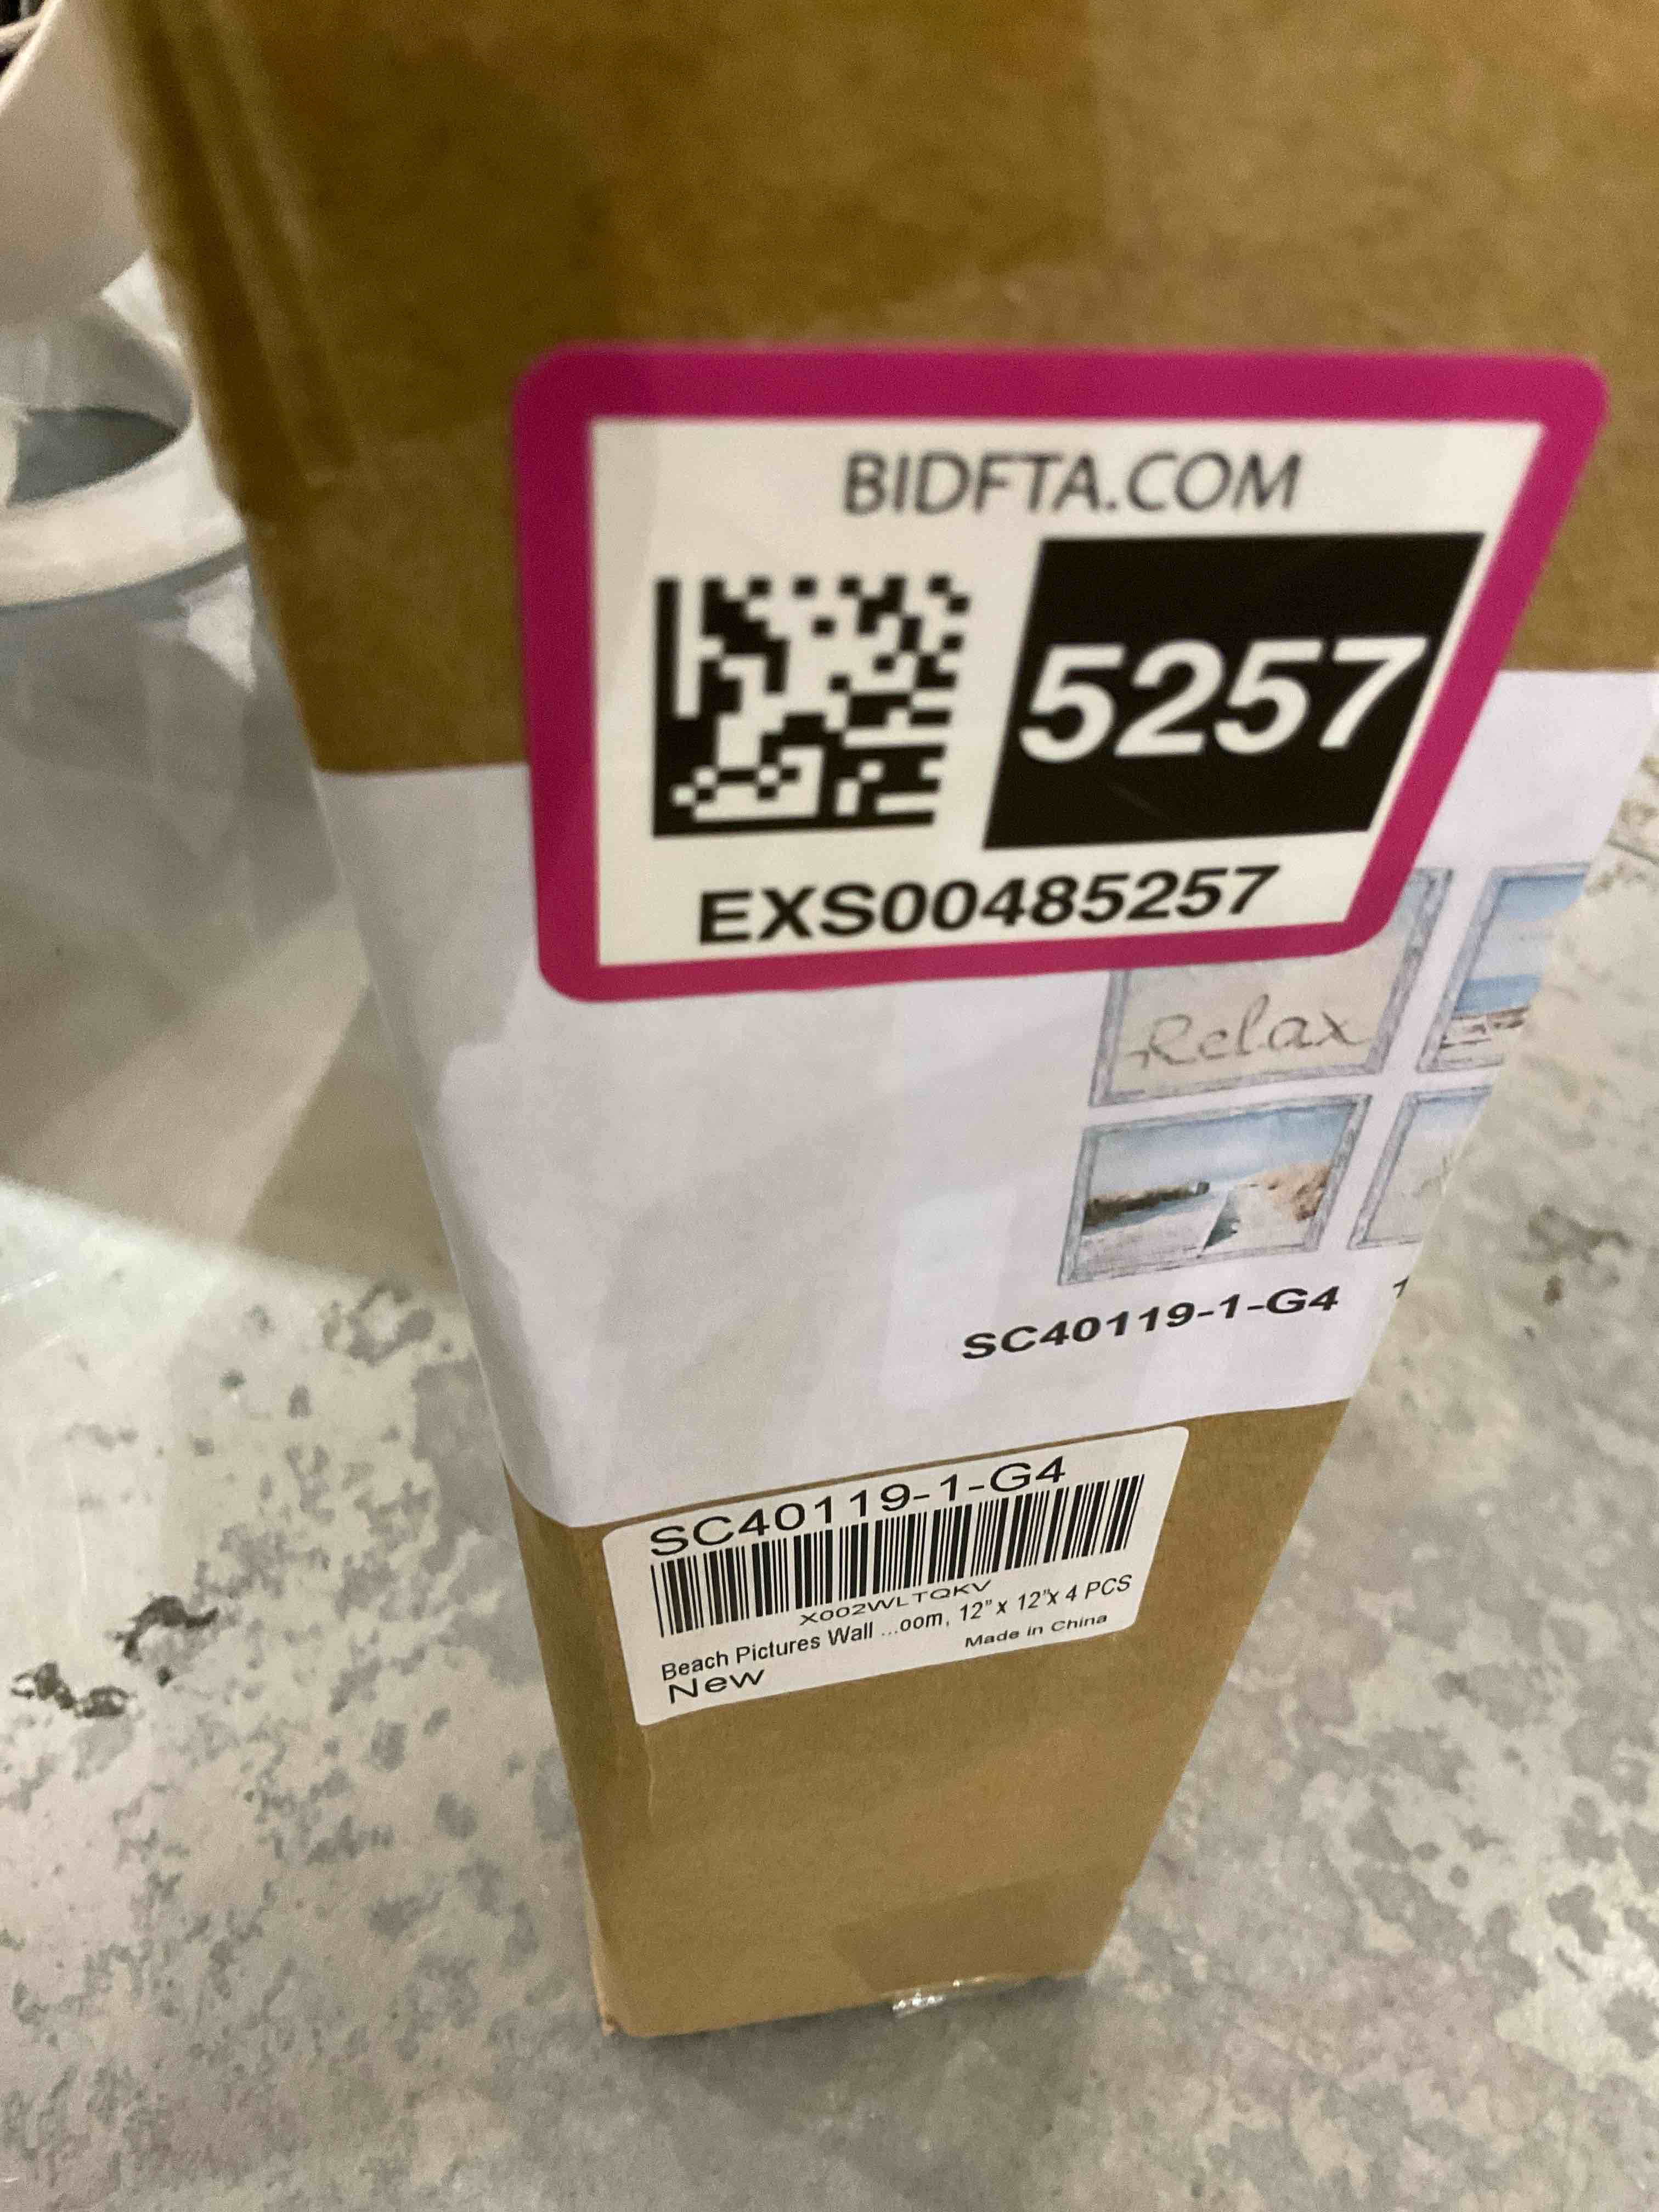 BIDFTA.COM
5257
EXS00485257
Relax
SC40119-1-G4
SC40119-1-G4
X002WLTQKV
Beach Pictures Wall ...oom, 12" x 12"x 4 PCS
Made in China
New